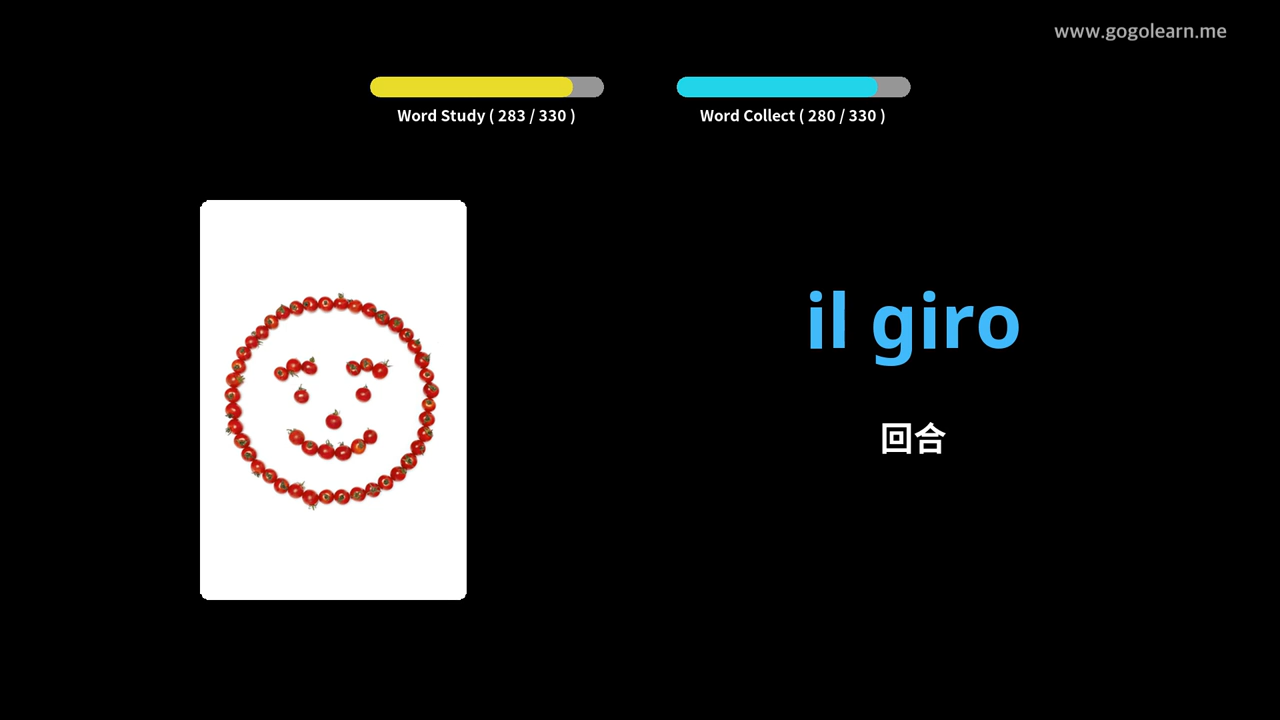 www.gogolearn.me
Word Study ( 283 / 330 )
Word Collect ( 280 / 330 )
il giro
回合